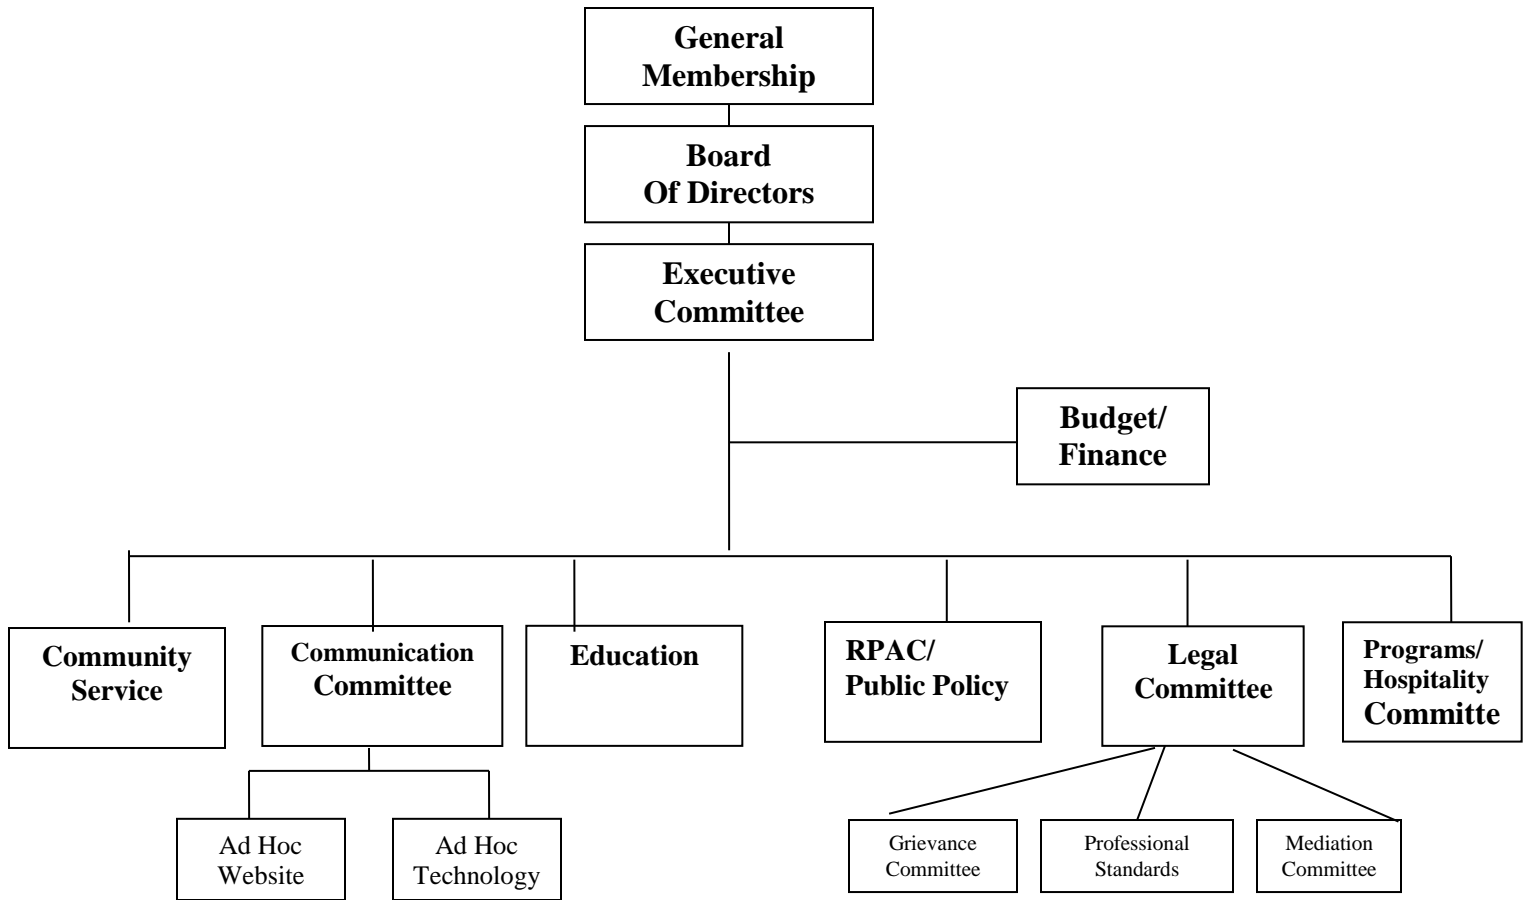 General
Membership
Board
Of Directors
Executive
Committee
Budget/
Finance
Community
Service
Communication
Committee
Education
RPAC/
Public Policy
Legal
Committee
Programs/
Hospitality
Committe
Ad Hoc
Website
Ad Hoc
Technology
Grievance
Committee
Professional
Standards
Mediation
Committee